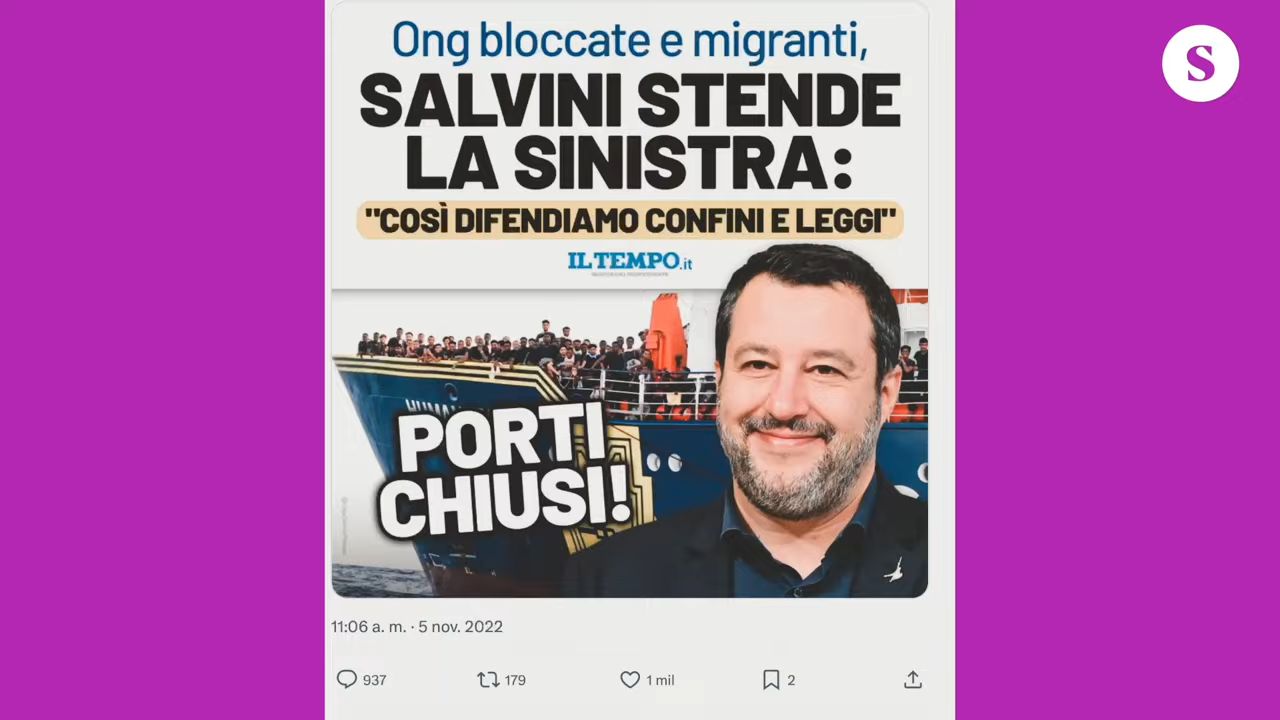 Ong bloccate e migranti,
S
SALVINI STENDE
LA SINISTRA:
"COSÌ DIFENDIAMO CONFINI E LEGGI"
IL TEMPO.it
PORTI
CHIUSI!
11:06 a. m. · 5 nov. 2022
937 179 1 mil 2